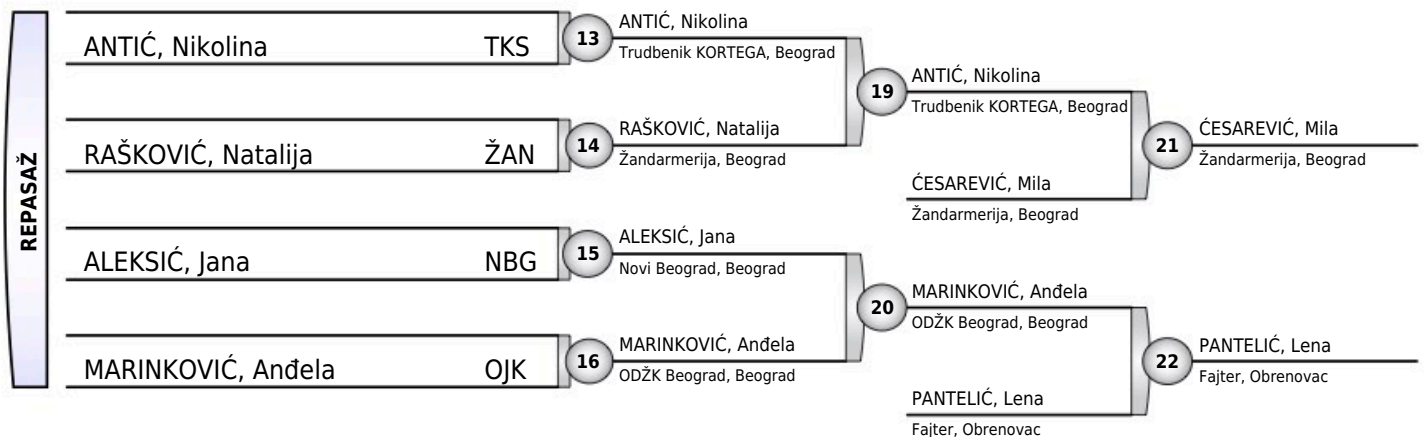 REPASAŽ
ANTIĆ, Nikolina TKS
RAŠKOVIĆ, Natalija ŽAN
ALEKSIĆ, Jana NBG
MARINKOVIĆ, Anđela OJK
13
ANTIĆ, Nikolina
Trudbenik KORTEGA, Beograd
14
RAŠKOVIĆ, Natalija
Žandarmerija, Beograd
15
ALEKSIĆ, Jana
Novi Beograd, Beograd
16
MARINKOVIĆ, Anđela
ODŽK Beograd, Beograd
19
ANTIĆ, Nikolina
Trudbenik KORTEGA, Beograd
ĆESAREVIĆ, Mila
Žandarmerija, Beograd
20
MARINKOVIĆ, Anđela
ODŽK Beograd, Beograd
PANTELIĆ, Lena
Fajter, Obrenovac
21
ĆESAREVIĆ, Mila
Žandarmerija, Beograd
22
PANTELIĆ, Lena
Fajter, Obrenovac